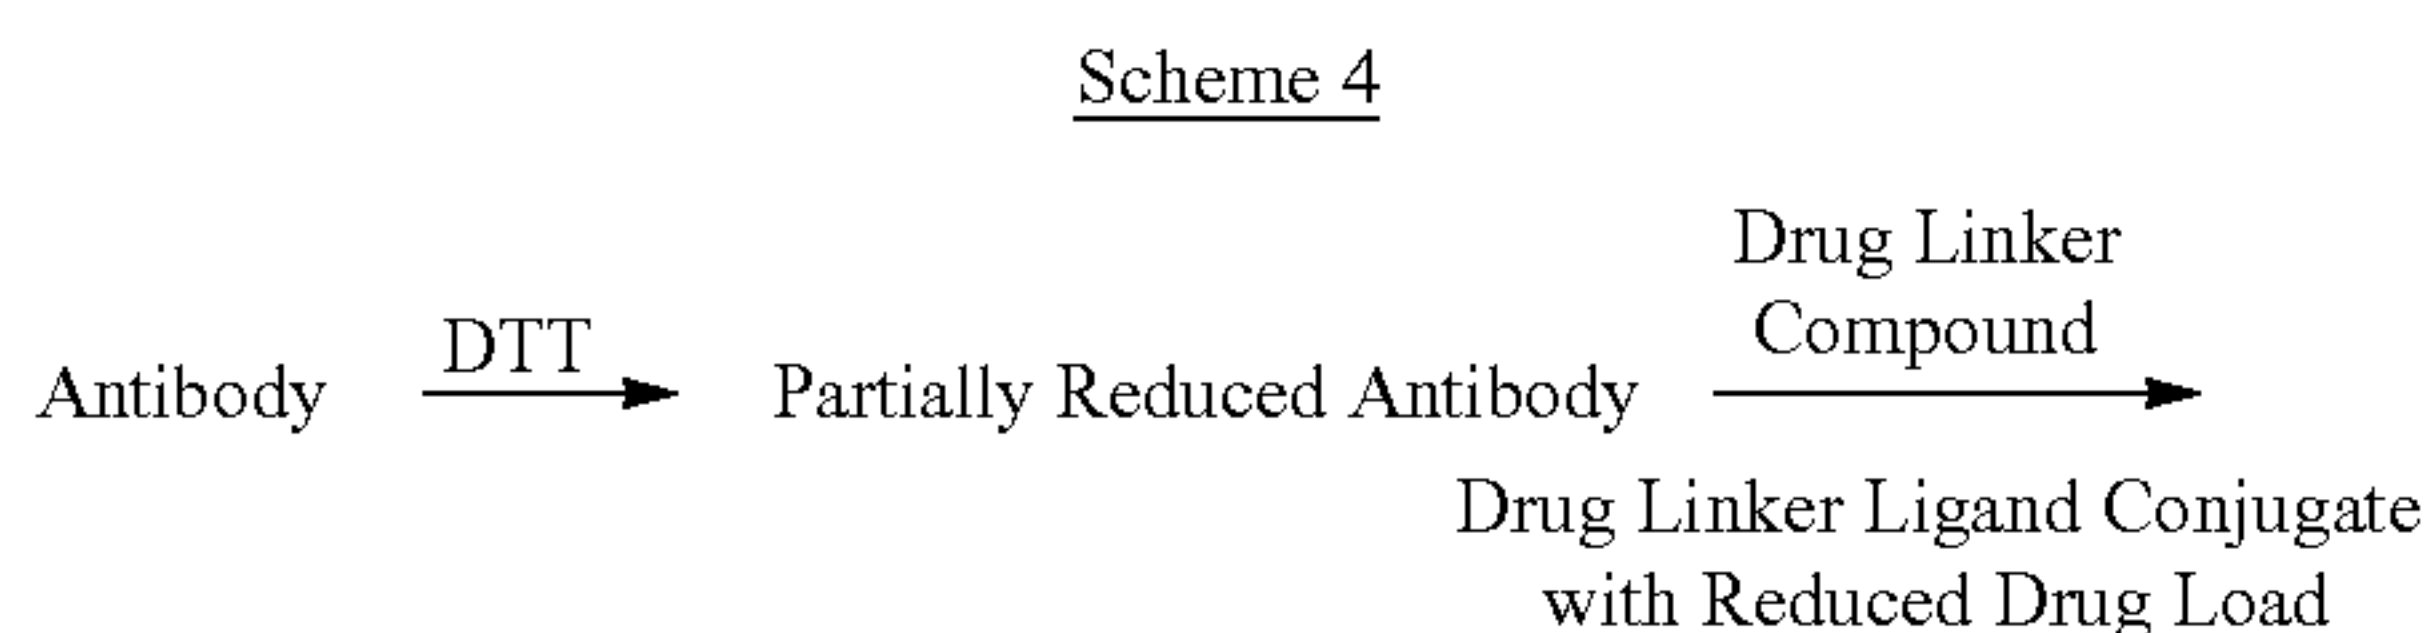 Scheme 4
Drug Linker
Compound
DTT
Antibody
Partially Reduced Antibody
Drug Linker Ligand Conjugate
with Reduced Drug Load